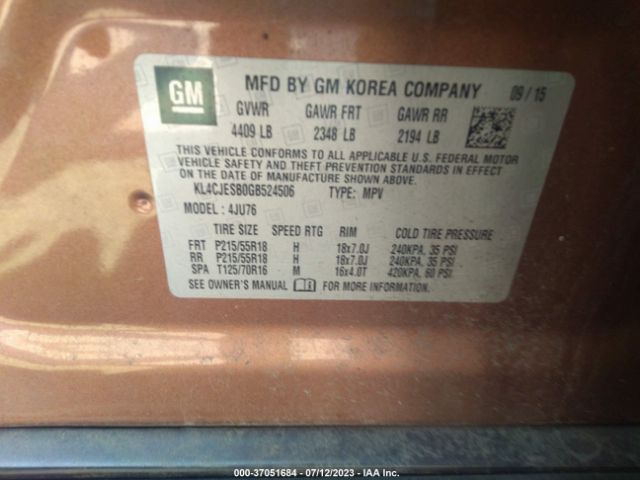 GM
MFD BY GM KOREA COMPANY 09 / 15
GVWR GAWR FRT GAWR RR
4409 LB 2348 LB 2194 LB
THIS VEHICLE CONFORMS TO ALL APPLICABLE U.S. FEDERAL MOTOR
VEHICLE SAFETY AND THEFT PREVENTION STANDARDS IN EFFECT
ON THE DATE OF MANUFACTURE SHOWN ABOVE.
KL4CJESB0GB524506 TYPE: MPV
MODEL: 4JU76
TIRE SIZE SPEED RTG RIM COLD TIRE PRESSURE
FRT P215/55R18 H 18x7.0J 240KPA, 35 PSI
RR P215/55R18 H 18x7.0J 240KPA, 35 PSI
SPA T125/70R16 M 16x4.0T 420KPA, 60 PSI
SEE OWNER'S MANUAL FOR MORE INFORMATION
000-37051684 - 07/12/2023 - IAA Inc.